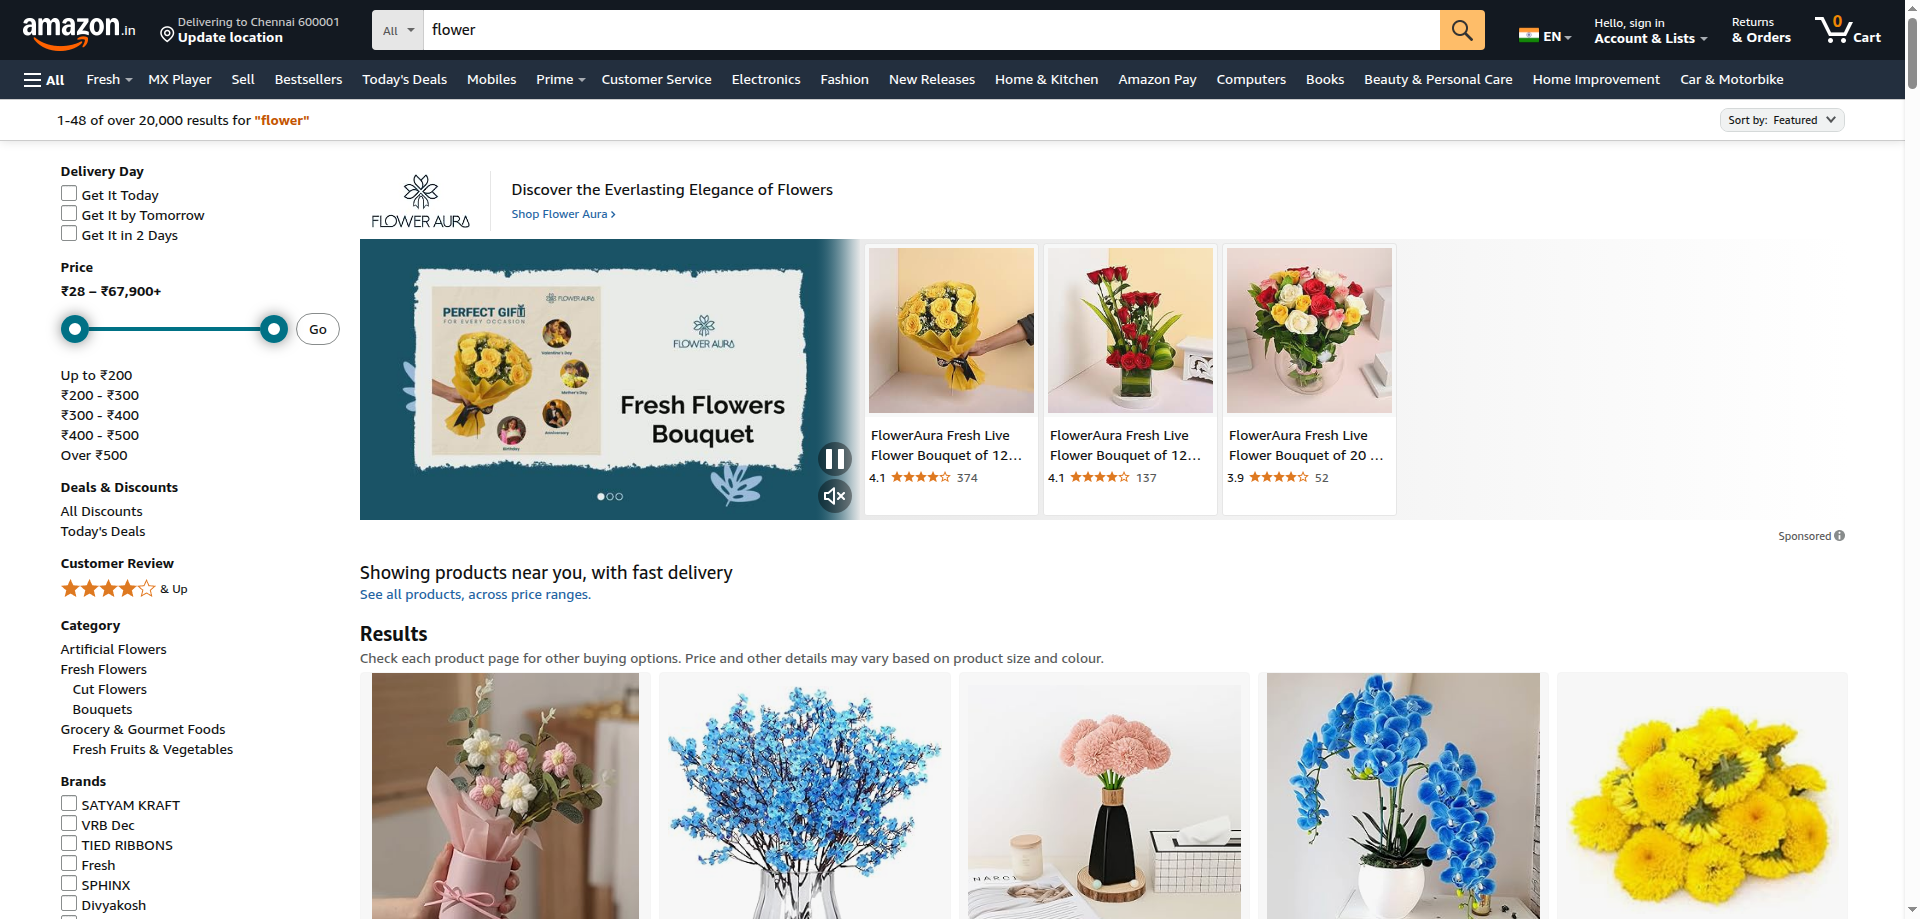 amazon.in
Delivering to Chennai 600001
Update location
All
flower
EN
Hello, sign in
Account & Lists
Returns
& Orders
0
Cart
All
Fresh
MX Player
Sell
Bestsellers
Today's Deals
Mobiles
Prime
Customer Service
Electronics
Fashion
New Releases
Home & Kitchen
Amazon Pay
Computers
Books
Beauty & Personal Care
Home Improvement
Car & Motorbike
1-48 of over 20,000 results for "flower"
Sort by: Featured
Delivery Day
Get It Today
Get It by Tomorrow
Get It in 2 Days
Price
₹28 – ₹67,900+
Go
Up to ₹200
₹200 - ₹300
₹300 - ₹400
₹400 - ₹500
Over ₹500
Deals & Discounts
All Discounts
Today's Deals
Customer Review
& Up
Category
Artificial Flowers
Fresh Flowers
Cut Flowers
Bouquets
Grocery & Gourmet Foods
Fresh Fruits & Vegetables
Brands
SATYAM KRAFT
VRB Dec
TIED RIBBONS
Fresh
SPHINX
Divyakosh
FLOWER AURA
Discover the Everlasting Elegance of Flowers
Shop Flower Aura ›
FLOWER AURA
PERFECT GIFT
FOR EVERY OCCASION
Valentine's Day
Mother's Day
Anniversary
Birthday
FLOWER AURA
Fresh Flowers
Bouquet
FlowerAura Fresh Live
Flower Bouquet of 12...
4.1
374
FlowerAura Fresh Live
Flower Bouquet of 12...
4.1
137
FlowerAura Fresh Live
Flower Bouquet of 20 ...
3.9
52
Sponsored
Showing products near you, with fast delivery
See all products, across price ranges.
Results
Check each product page for other buying options. Price and other details may vary based on product size and colour.